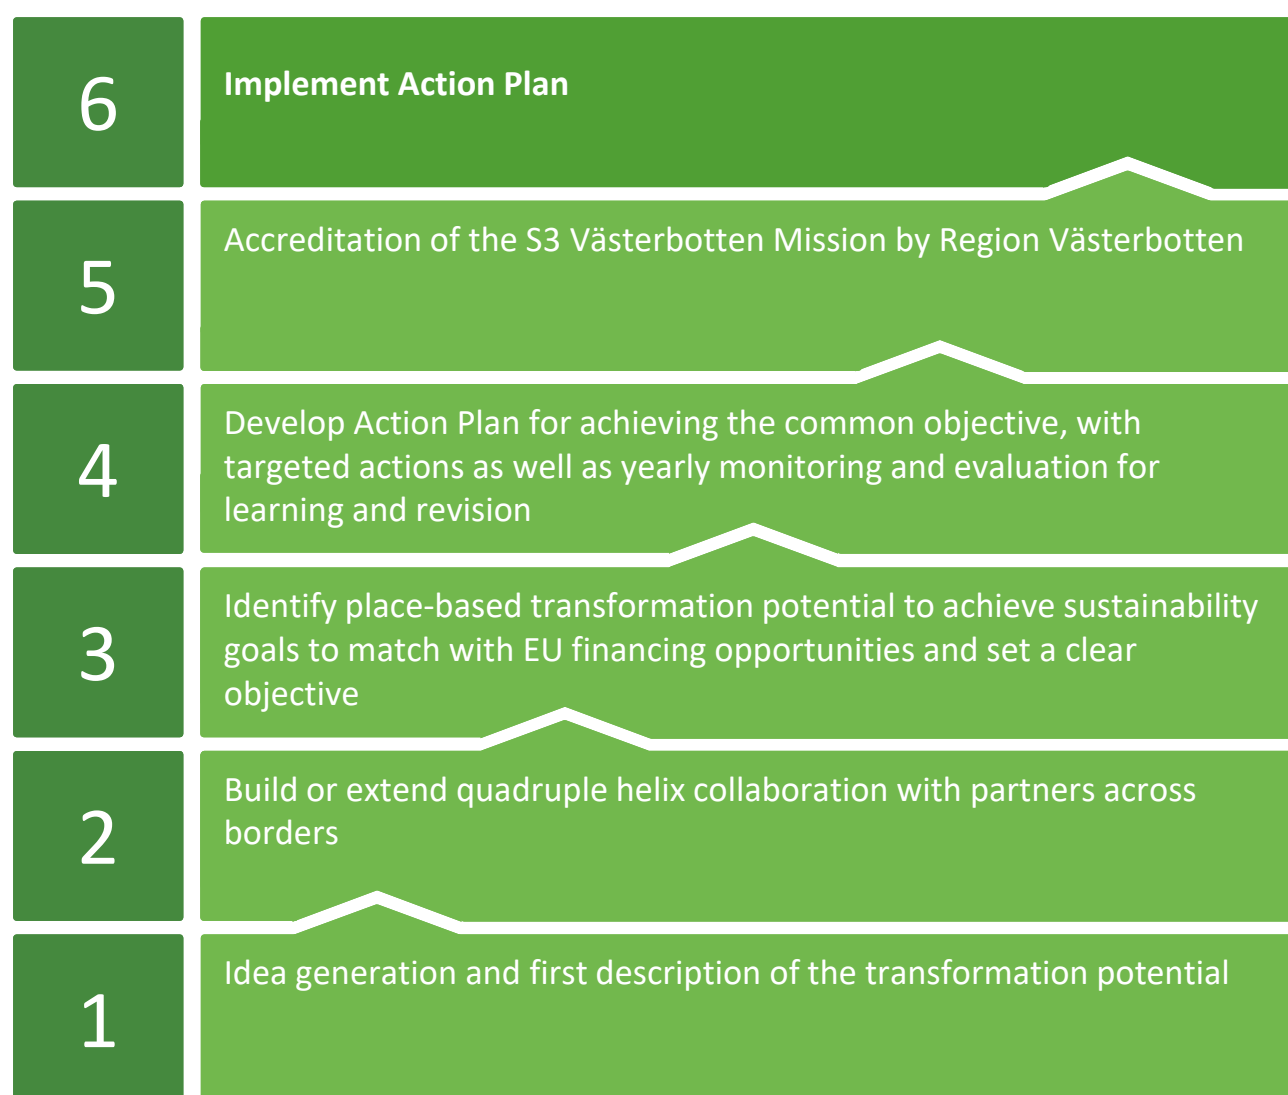 6
Implement Action Plan
5
Accreditation of the S3 Västerbotten Mission by Region Västerbotten
4
Develop Action Plan for achieving the common objective, with
targeted actions as well as yearly monitoring and evaluation for
learning and revision
3
Identify place-based transformation potential to achieve sustainability
goals to match with EU financing opportunities and set a clear
objective
2
Build or extend quadruple helix collaboration with partners across
borders
1
Idea generation and first description of the transformation potential